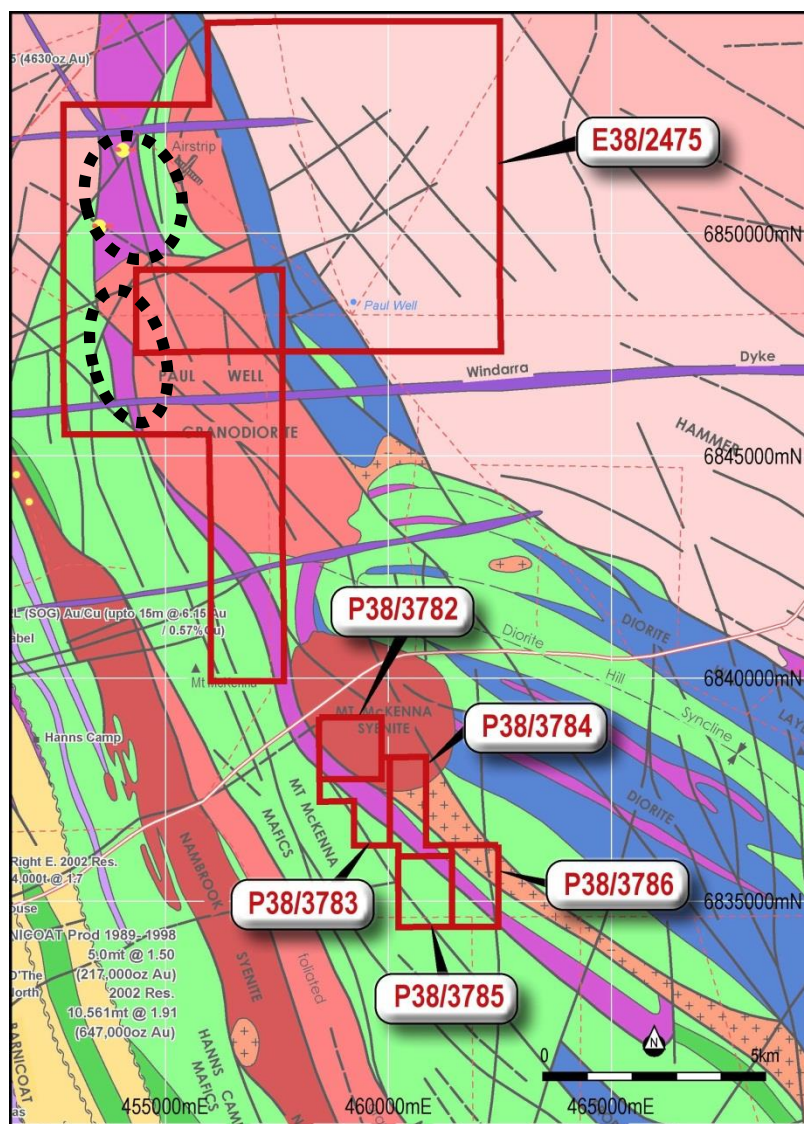 5 (4630oz Au)
Airstrip
E38/2475
6850000mN
Paul Well
Windarra
Dyke
PAUL WELL
GRANODIORITE
HAMMER
6845000mN
L (SOG) Au/Cu (upto 15m @ 6.15 Au
/ 0.57%Cu)
P38/3782
DIORITE
Diorite
Hill
Syncline
Mt McKenna
6840000mN
MT McKENNA
SYENITE
P38/3784
Hanns Camp
DIORITE
MT McKENNA
MAFICS
NAMBROOK
SYENITE
foliated
Right E. 2002 Res.
4.000t @ 1.7
P38/3783
P38/3786
6835000mN
NICOAT Prod 1989-1998
5.0mt @ 1.50
(217,000oz Au)
2002 Res.
10.561mt @ 1.91
(647,000oz Au)
O'The
North
P38/3785
BARNICOAT
HANNS CAMP
MAFICS
N
0
5km
455000mE
460000mE
465000mE